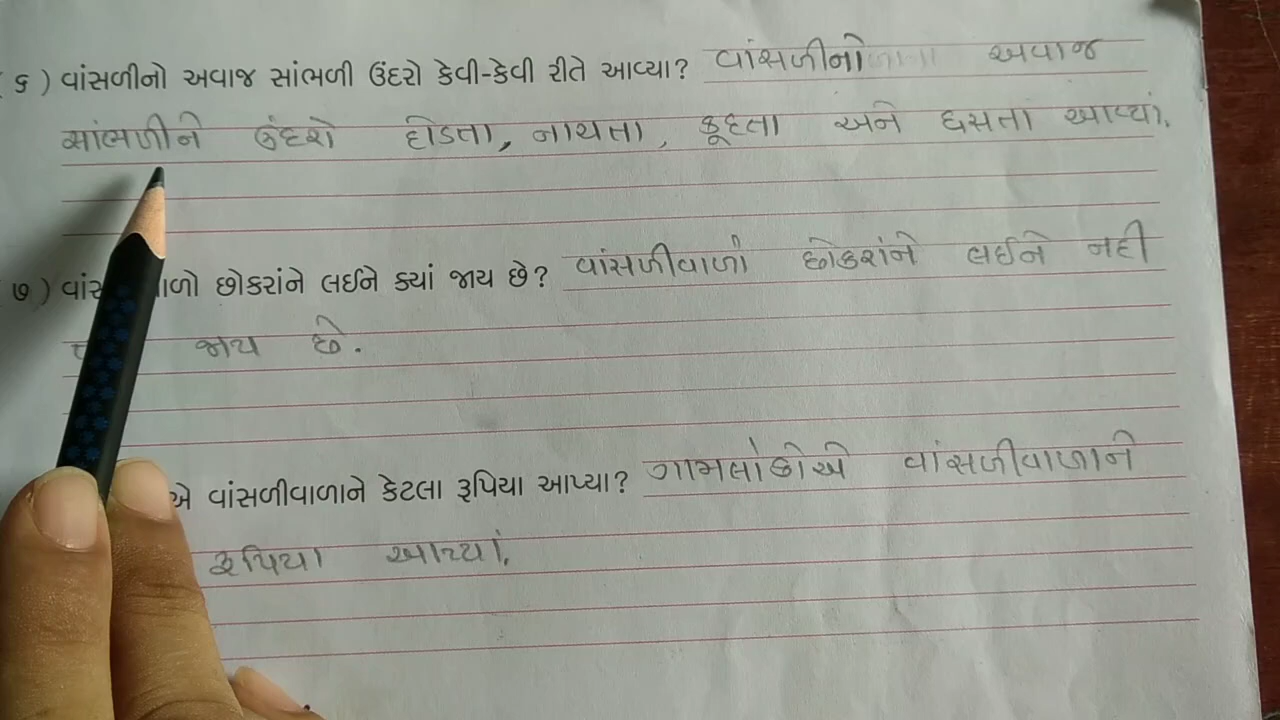 ૬) વાંસળીનો અવાજ સાંભળી ઉંદરો કેવી-કેવી રીતે આવ્યા? વાંસળીનો અવાજ
સાંભળીને ઉંદરો દોડતા, નાચતા, કૂદતા અને હસતા આવ્યાં.
૭) વાંસ ળો છોકરાંને લઈને ક્યાં જાય છે? વાંસળીવાળો છોકરાંને લઈને નદી
જાય છે.
એ વાંસળીવાળાને કેટલા રૂપિયા આપ્યા? ગામલોકોએ વાંસળીવાળાને
રૂપિયા આપ્યાં.